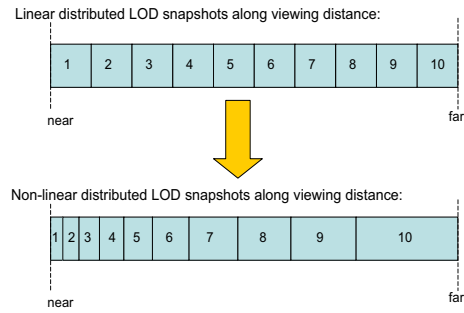 Linear distributed LOD snapshots along viewing distance:
1 2 3 4 5 6 7 8 9 10
near far
Non-linear distributed LOD snapshots along viewing distance:
1 2 3 4 5 6 7 8 9 10
near far